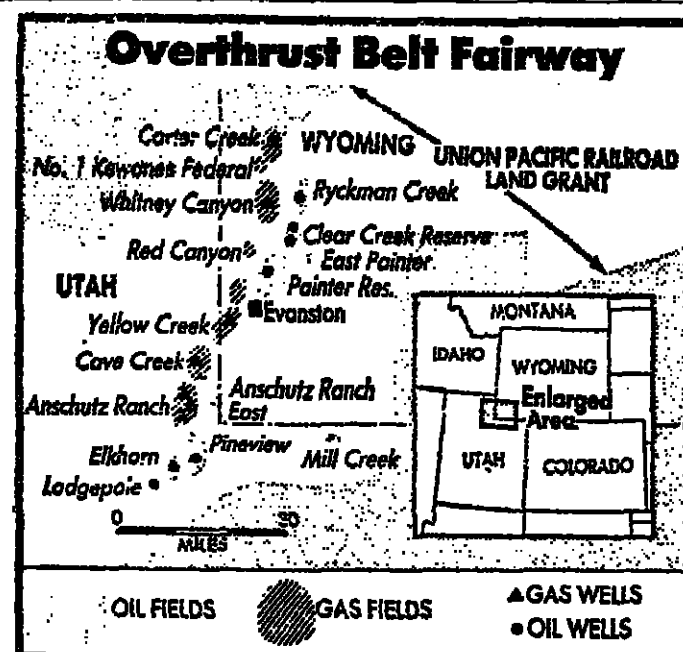 Overthrust Belt Fairway
Carter Creek
WYOMING
UNION PACIFIC RAILROAD
LAND GRANT
No. 1 Kewanee Federal
Whitney Canyon
Ryckman Creek
Clear Creek Reserve
Red Canyon
East Painter
UTAH
Painter Res.
Evanston
Yellow Creek
Cave Creek
Anschutz Ranch
Anschutz Ranch
East
Pineview
Elkhorn
Mill Creek
Lodgepole
0
MILES
MONTANA
IDAHO
WYOMING
Enlarged
Area
UTAH
COLORADO
OIL FIELDS
GAS FIELDS
GAS WELLS
OIL WELLS